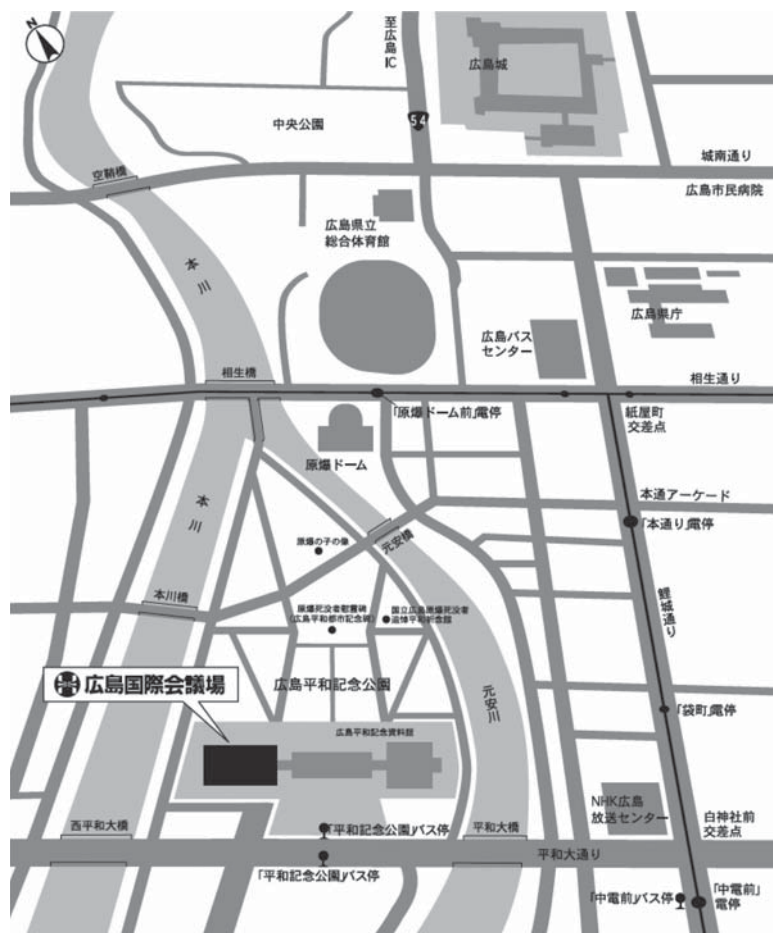 N
至広島IC
広島城
54
中央公園
城南通り
空鞘橋
広島市民病院
広島県立
総合体育館
本川
広島県庁
広島バス
センター
相生橋
相生通り
「原爆ドーム前」電停
紙屋町
交差点
原爆ドーム
本川
本通アーケード
「本通り」電停
元安橋
原爆の子の像
本川橋
鯉城通り
原爆死没者慰霊碑
(広島平和都市記念碑)
国立広島原爆死没者
追悼平和祈念館
広島国際会議場
広島平和記念公園
元安川
「袋町」電停
広島平和記念資料館
NHK広島
放送センター
白神社前
交差点
西平和大橋
「平和記念公園」バス停
平和大橋
平和大通り
「平和記念公園」バス停
「中電前」バス停
「中電前」
電停